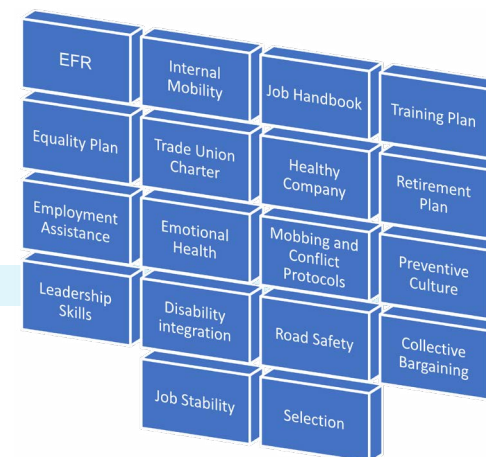 EFR
Internal
Mobility
Job Handbook
Training Plan
Equality Plan
Trade Union
Charter
Healthy
Company
Retirement
Plan
Employment
Assistance
Emotional
Health
Mobbing and
Conflict
Protocols
Preventive
Culture
Leadership
Skills
Disability
integration
Road Safety
Collective
Bargaining
Job Stability
Selection